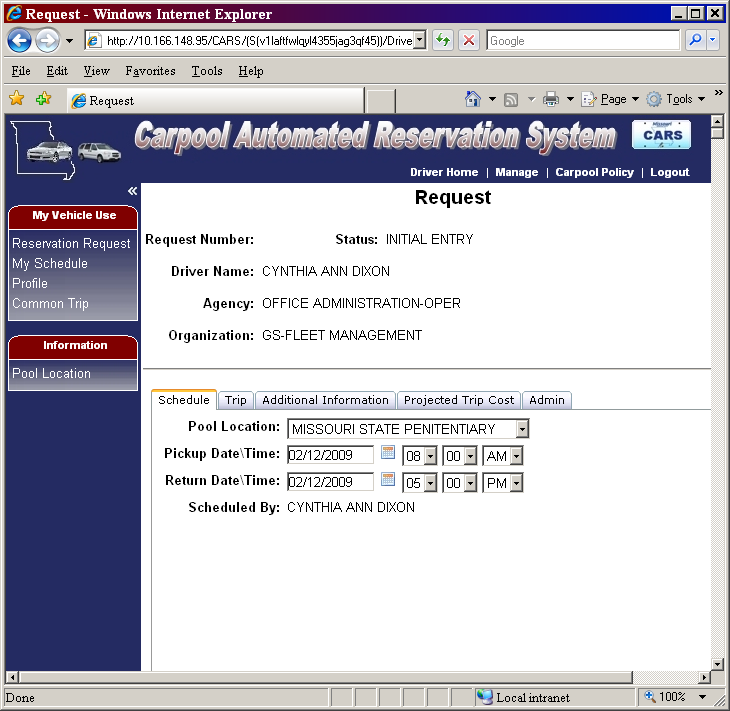 Request - Windows Internet Explorer
http://10.166.148.95/CARS/(S(v1laftfwlqyl4355jag3qf45))/Drive
Google
File Edit View Favorites Tools Help
Request
Page Tools
Carpool Automated Reservation System
Missouri
CARS
Driver Home | Manage | Carpool Policy | Logout
«
Request
My Vehicle Use
Reservation Request
My Schedule
Profile
Common Trip
Information
Pool Location
Request Number: Status: INITIAL ENTRY
Driver Name: CYNTHIA ANN DIXON
Agency: OFFICE ADMINISTRATION-OPER
Organization: GS-FLEET MANAGEMENT
Schedule Trip Additional Information Projected Trip Cost Admin
Pool Location: MISSOURI STATE PENITENTIARY
Pickup Date\Time: 02/12/2009 08 00 AM
Return Date\Time: 02/12/2009 05 00 PM
Scheduled By: CYNTHIA ANN DIXON
Done Local intranet 100%